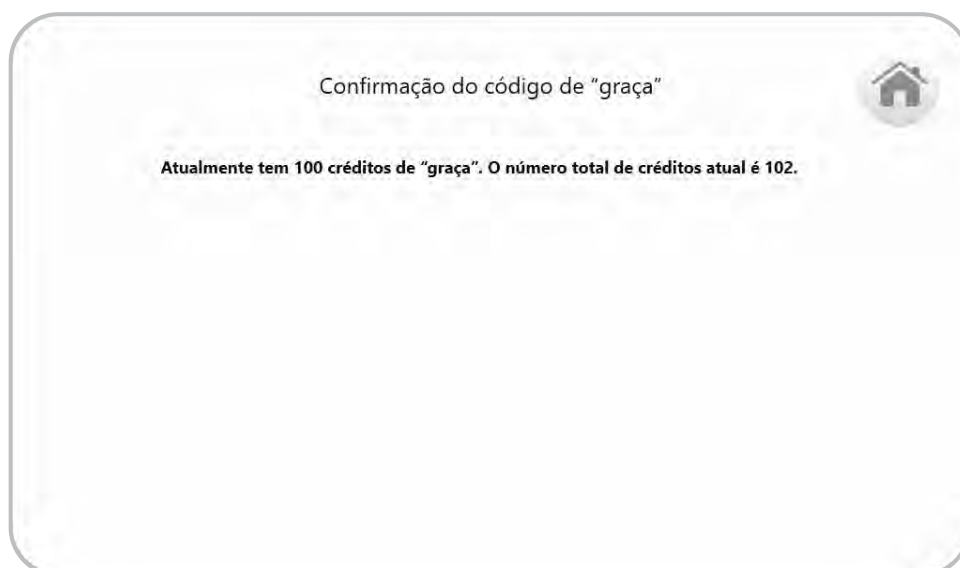 Confirmação do código de “graça”
Atualmente tem 100 créditos de “graça”. O número total de créditos atual é 102.